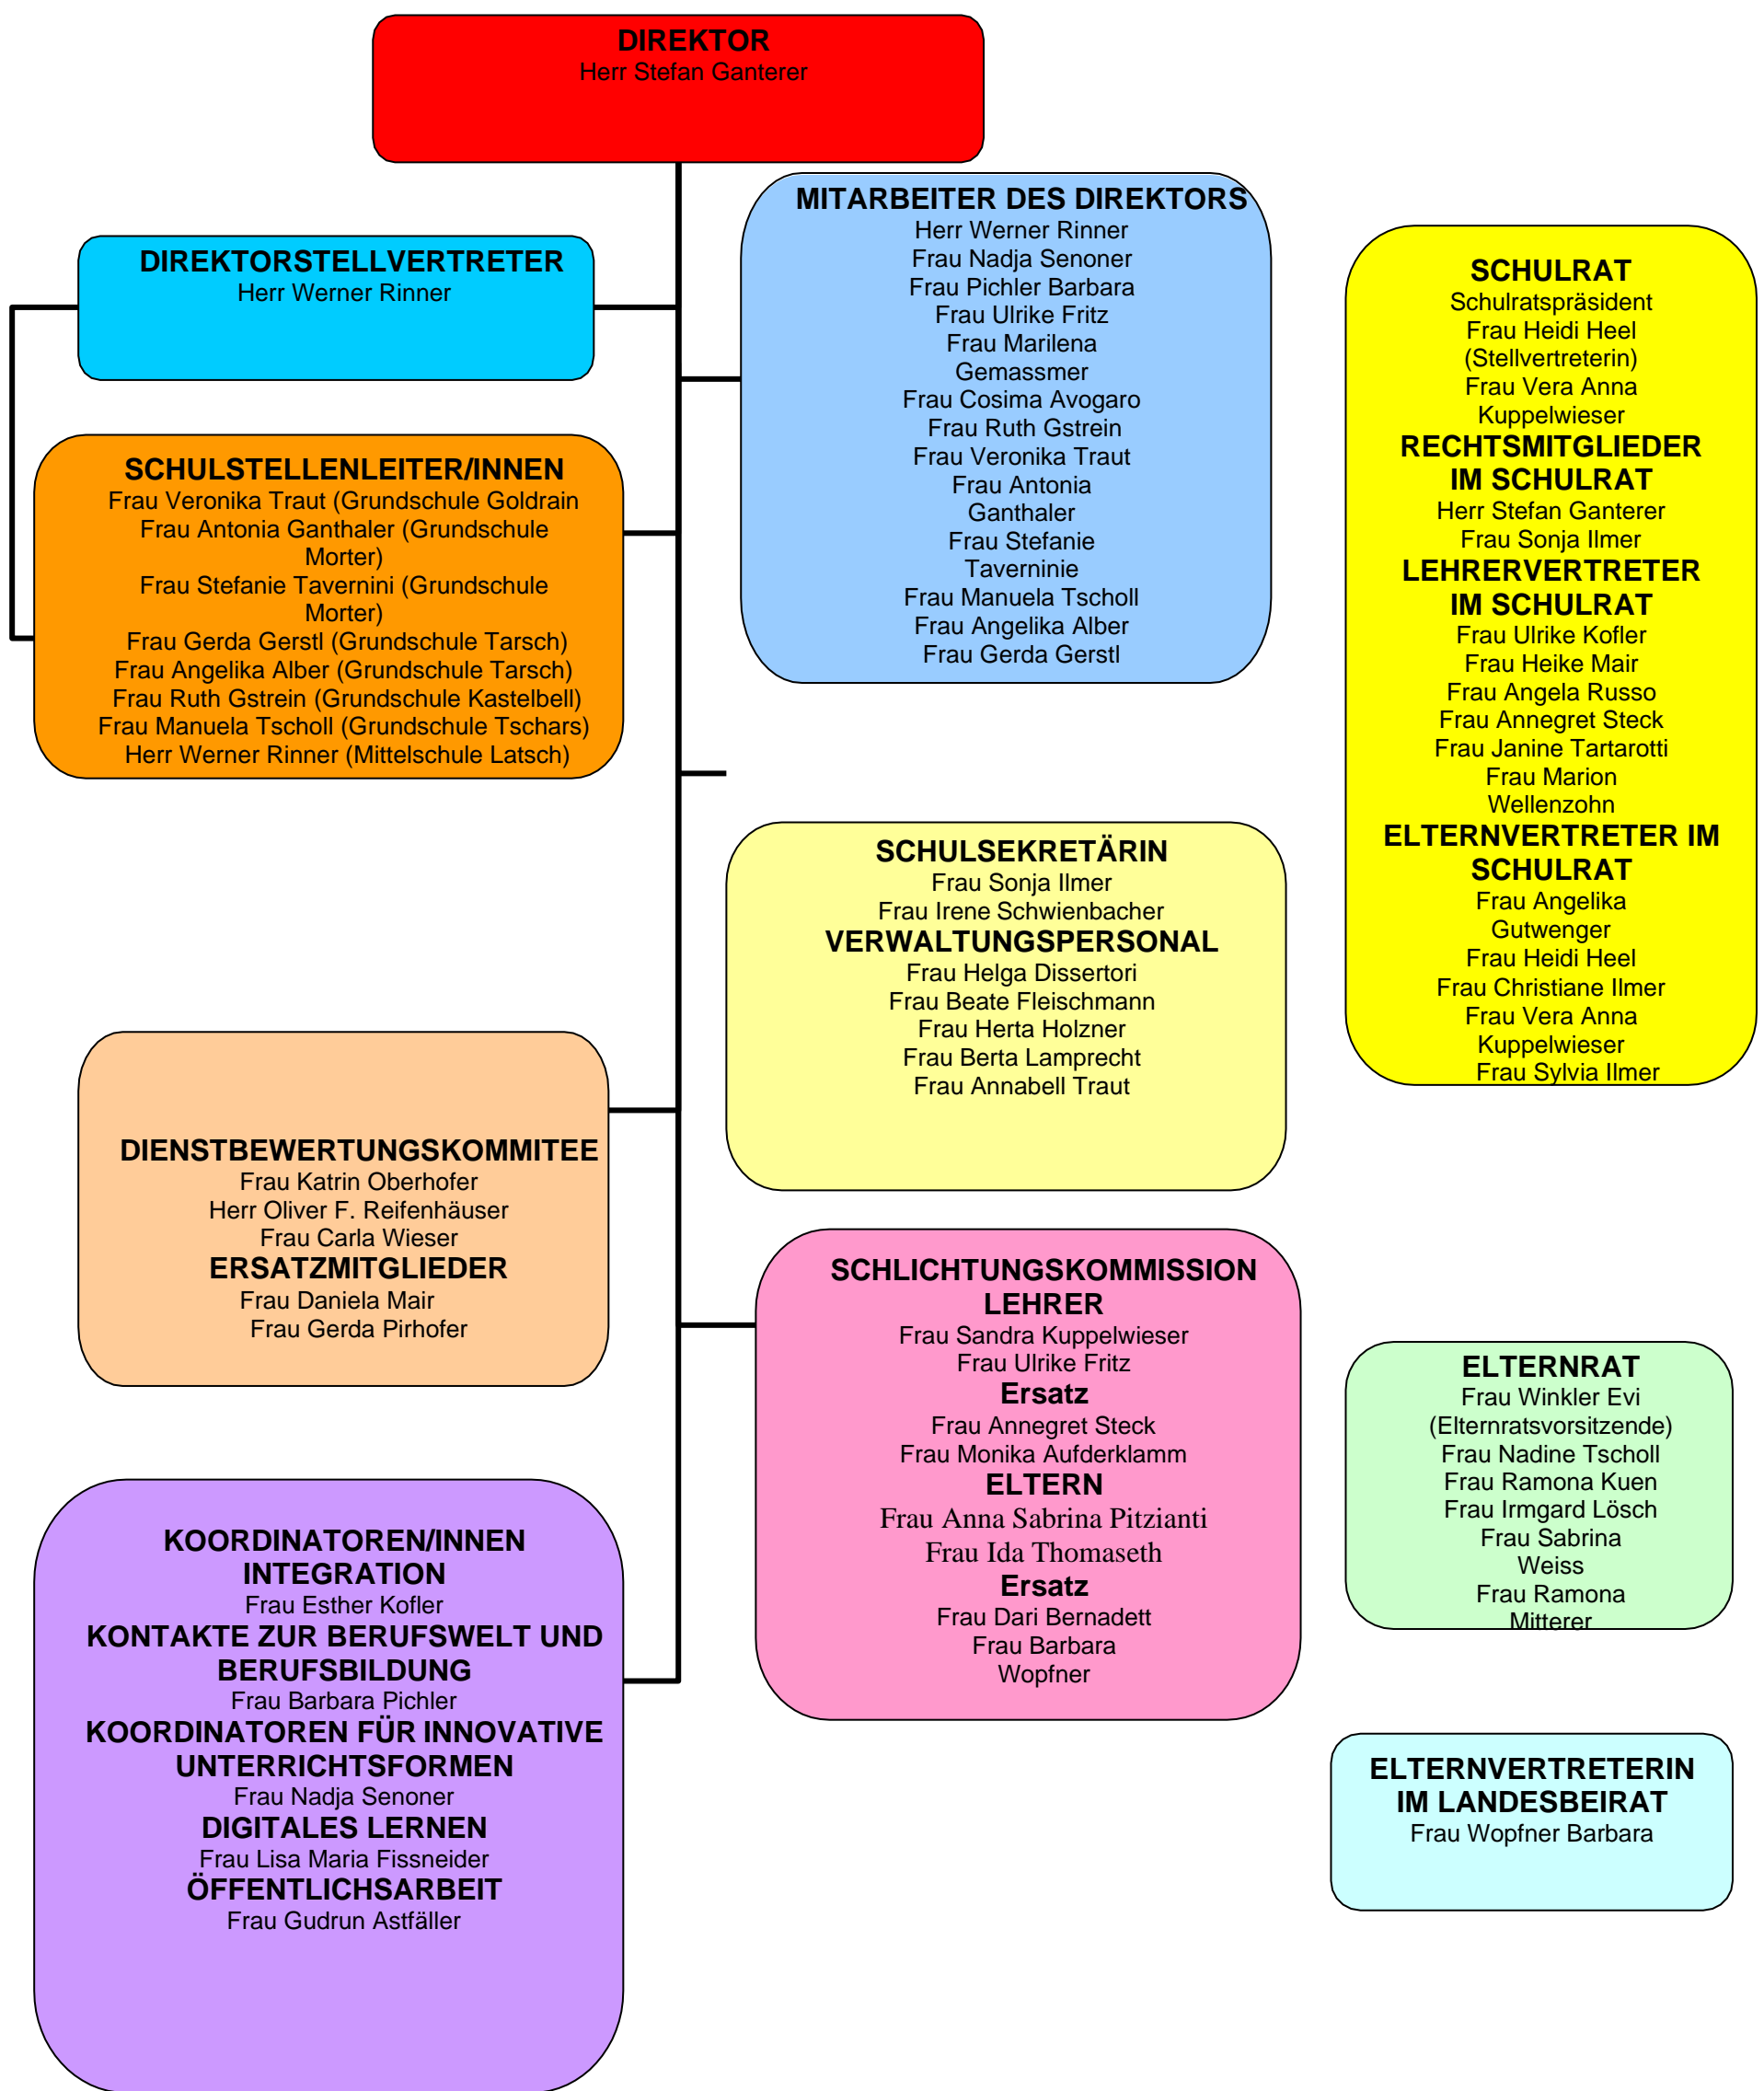 DIREKTOR
Herr Stefan Ganterer
DIREKTORSTELLVERTRETER
Herr Werner Rinner
SCHULSTELLENLEITER/INNEN
Frau Veronika Traut (Grundschule Goldrain
Frau Antonia Ganthaler (Grundschule
Morter)
Frau Stefanie Tavernini (Grundschule
Morter)
Frau Gerda Gerstl (Grundschule Tarsch)
Frau Angelika Alber (Grundschule Tarsch)
Frau Ruth Gstrein (Grundschule Kastelbell)
Frau Manuela Tscholl (Grundschule Tschars)
Herr Werner Rinner (Mittelschule Latsch)
MITARBEITER DES DIREKTORS
Herr Werner Rinner
Frau Nadja Senoner
Frau Pichler Barbara
Frau Ulrike Fritz
Frau Marilena
Gemassmer
Frau Cosima Avogaro
Frau Ruth Gstrein
Frau Veronika Traut
Frau Antonia
Ganthaler
Frau Stefanie
Taverninie
Frau Manuela Tscholl
Frau Angelika Alber
Frau Gerda Gerstl
SCHULRAT
Schulratspräsident
Frau Heidi Heel
(Stellvertreterin)
Frau Vera Anna
Kuppelwieser
RECHTSMITGLIEDER
IM SCHULRAT
Herr Stefan Ganterer
Frau Sonja Ilmer
LEHRERVERTRETER
IM SCHULRAT
Frau Ulrike Kofler
Frau Heike Mair
Frau Angela Russo
Frau Annegret Steck
Frau Janine Tartarotti
Frau Marion
Wellenzohn
ELTERNVERTRETER IM
SCHULRAT
Frau Angelika
Gutwenger
Frau Heidi Heel
Frau Christiane Ilmer
Frau Vera Anna
Kuppelwieser
Frau Sylvia Ilmer
SCHULSEKRETÄRIN
Frau Sonja Ilmer
Frau Irene Schwienbacher
VERWALTUNGSPERSONAL
Frau Helga Dissertori
Frau Beate Fleischmann
Frau Herta Holzner
Frau Berta Lamprecht
Frau Annabell Traut
DIENSTBEWERTUNGSKOMMITEE
Frau Katrin Oberhofer
Herr Oliver F. Reifenhäuser
Frau Carla Wieser
ERSATZMITGLIEDER
Frau Daniela Mair
Frau Gerda Pirhofer
SCHLICHTUNGSKOMMISSION
LEHRER
Frau Sandra Kuppelwieser
Frau Ulrike Fritz
Ersatz
Frau Annegret Steck
Frau Monika Aufderklamm
ELTERN
Frau Anna Sabrina Pitzianti
Frau Ida Thomaseth
Ersatz
Frau Dari Bernadett
Frau Barbara
Wopfner
ELTERNRAT
Frau Winkler Evi
(Elternratsvorsitzende)
Frau Nadine Tscholl
Frau Ramona Kuen
Frau Irmgard Lösch
Frau Sabrina
Weiss
Frau Ramona
Mitterer
KOORDINATOREN/INNEN
INTEGRATION
Frau Esther Kofler
KONTAKTE ZUR BERUFSWELT UND
BERUFSBILDUNG
Frau Barbara Pichler
KOORDINATOREN FÜR INNOVATIVE
UNTERRICHTSFORMEN
Frau Nadja Senoner
DIGITALES LERNEN
Frau Lisa Maria Fissneider
ÖFFENTLICHSARBEIT
Frau Gudrun Astfäller
ELTERNVERTRETERIN
IM LANDESBEIRAT
Frau Wopfner Barbara